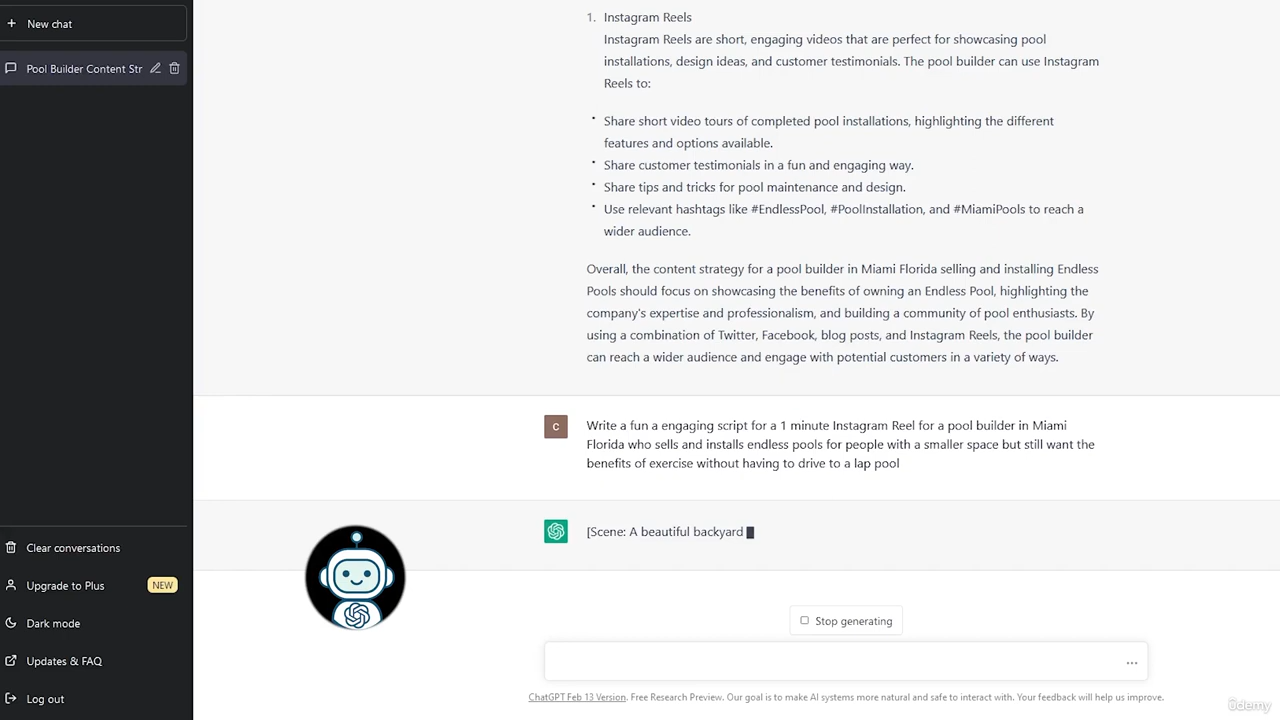 New chat
Pool Builder Content Str
1. Instagram Reels
Instagram Reels are short, engaging videos that are perfect for showcasing pool
installations, design ideas, and customer testimonials. The pool builder can use Instagram
Reels to:
• Share short video tours of completed pool installations, highlighting the different
features and options available.
• Share customer testimonials in a fun and engaging way.
• Share tips and tricks for pool maintenance and design.
• Use relevant hashtags like #EndlessPool, #PoolInstallation, and #MiamiPools to reach a
wider audience.
Overall, the content strategy for a pool builder in Miami Florida selling and installing Endless
Pools should focus on showcasing the benefits of owning an Endless Pool, highlighting the
company's expertise and professionalism, and building a community of pool enthusiasts. By
using a combination of Twitter, Facebook, blog posts, and Instagram Reels, the pool builder
can reach a wider audience and engage with potential customers in a variety of ways.
C
Write a fun a engaging script for a 1 minute Instagram Reel for a pool builder in Miami
Florida who sells and installs endless pools for people with a smaller space but still want the
benefits of exercise without having to drive to a lap pool
[Scene: A beautiful backyard
Clear conversations
Upgrade to Plus NEW
Dark mode
Updates & FAQ
Log out
Stop generating
ChatGPT Feb 13 Version. Free Research Preview. Our goal is to make AI systems more natural and safe to interact with. Your feedback will help us improve.
ûdemy